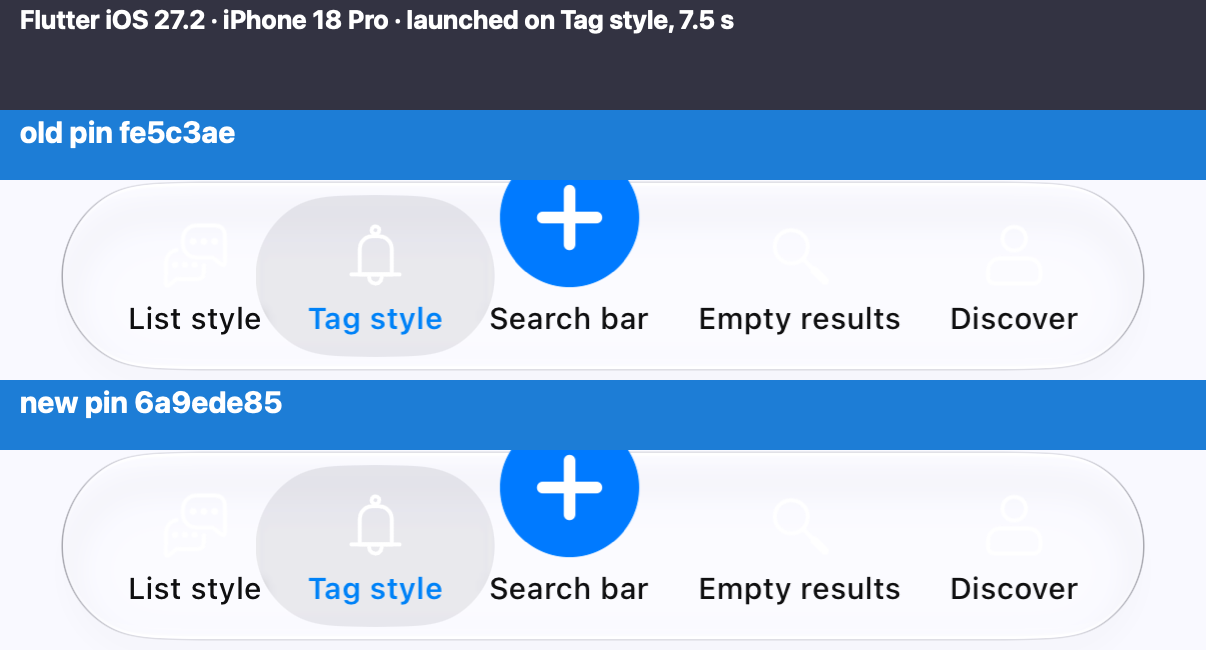 Flutter iOS 27.2 · iPhone 18 Pro · launched on Tag style, 7.5 s
old pin fe5c3ae
List style Tag style Search bar Empty results Discover
new pin 6a9ede85
List style Tag style Search bar Empty results Discover